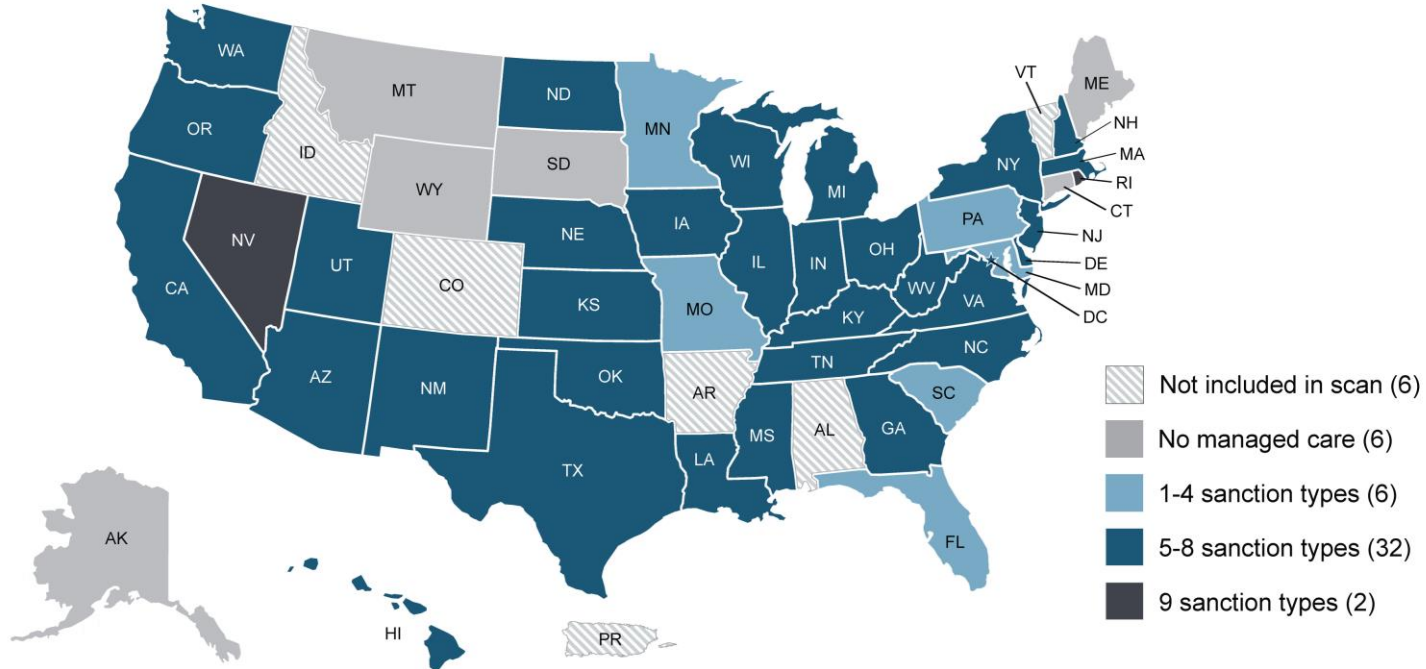 WA
MT
ND
MN
VT
ME
OR
ID
SD
WI
NY
NH
MA
WY
MI
RI
CT
IA
PA
NV
NE
NJ
UT
IL
IN
OH
DE
CA
CO
WV
VA
MD
KS
MO
KY
DC
NC
TN
AZ
NM
OK
AR
SC
Not included in scan (6)
MS
AL
GA
No managed care (6)
TX
LA
1-4 sanction types (6)
AK
FL
5-8 sanction types (32)
9 sanction types (2)
HI
PR